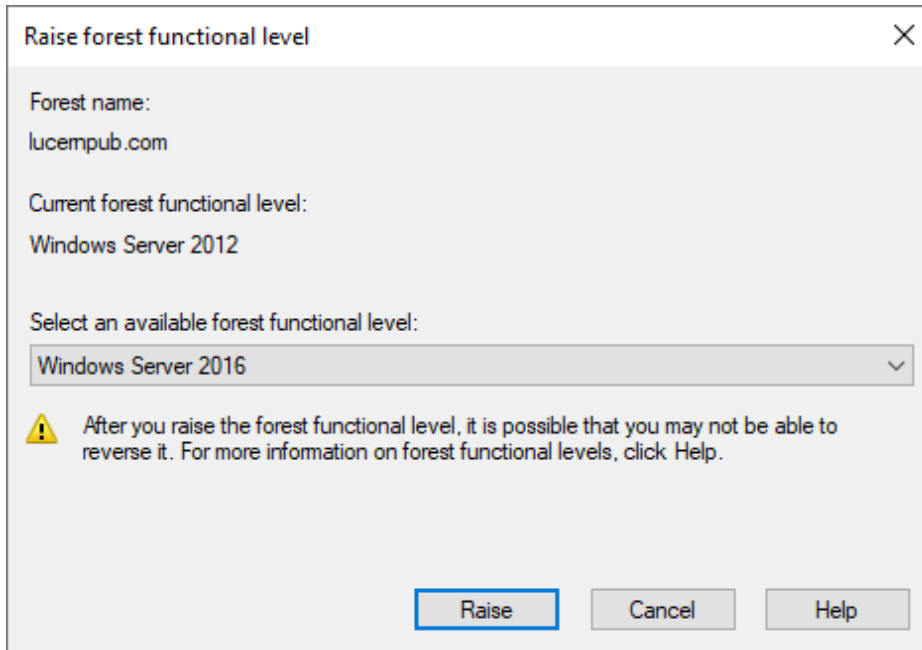 Raise forest functional level
Forest name:
lucernpub.com
Current forest functional level:
Windows Server 2012
Select an available forest functional level:
Windows Server 2016
After you raise the forest functional level, it is possible that you may not be able to
reverse it. For more information on forest functional levels, click Help.
Raise Cancel Help